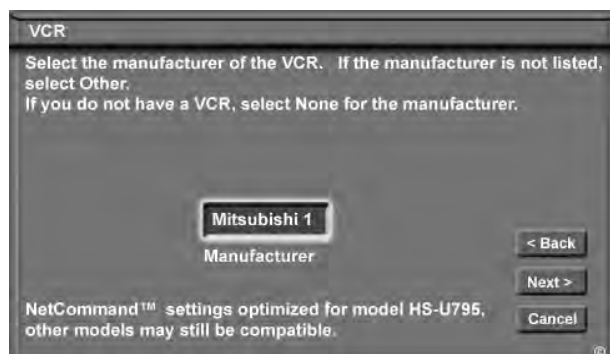 VCR
Select the manufacturer of the VCR. If the manufacturer is not listed,
select Other.
If you do not have a VCR, select None for the manufacturer.
Mitsubishi 1
Manufacturer
< Back
Next >
NetCommand™ settings optimized for model HS-U795,
other models may still be compatible.
Cancel